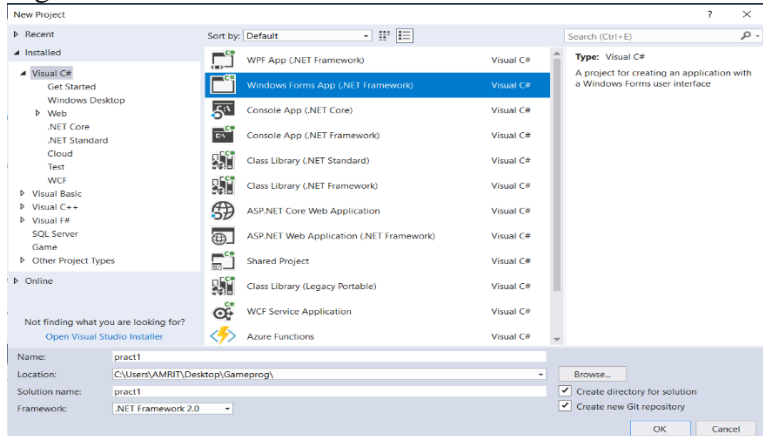 New Project
? ×
Recent
Sort by: Default
Search (Ctrl+E)
Installed
Visual C#
Get Started
Windows Desktop
Web
.NET Core
.NET Standard
Cloud
Test
WCF
Visual Basic
Visual C++
Visual F#
SQL Server
Game
Other Project Types
Online
Not finding what you are looking for?
Open Visual Studio Installer
WPF App (.NET Framework) Visual C#
Windows Forms App (.NET Framework) Visual C#
Console App (.NET Core) Visual C#
Console App (.NET Framework) Visual C#
Class Library (.NET Standard) Visual C#
Class Library (.NET Framework) Visual C#
ASP.NET Core Web Application Visual C#
ASP.NET Web Application (.NET Framework) Visual C#
Shared Project Visual C#
Class Library (Legacy Portable) Visual C#
WCF Service Application Visual C#
Azure Functions Visual C#
Type: Visual C#
A project for creating an application with
a Windows Forms user interface
Name: pract1
Location: C:\Users\AMRIT\Desktop\Gameprog\
Browse...
Solution name: pract1
Create directory for solution
Framework: .NET Framework 2.0
Create new Git repository
OK Cancel